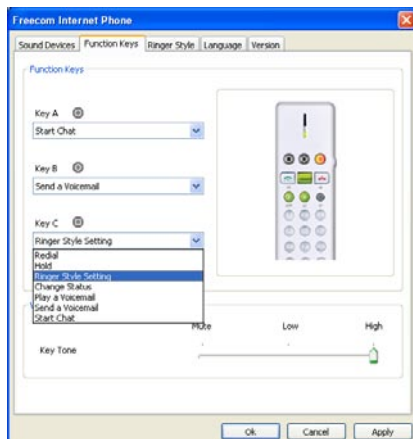 Freecom Internet Phone
Sound Devices Function Keys Ringer Style Language Version
Function Keys
Key A
Start Chat
Key B
Send a Voicemail
Key C
Ringer Style Setting
Redial
Hold
Ringer Style Setting
Change Status
Play a Voicemail
Send a Voicemail
Start Chat
Mute Low High
Key Tone
Ok Cancel Apply